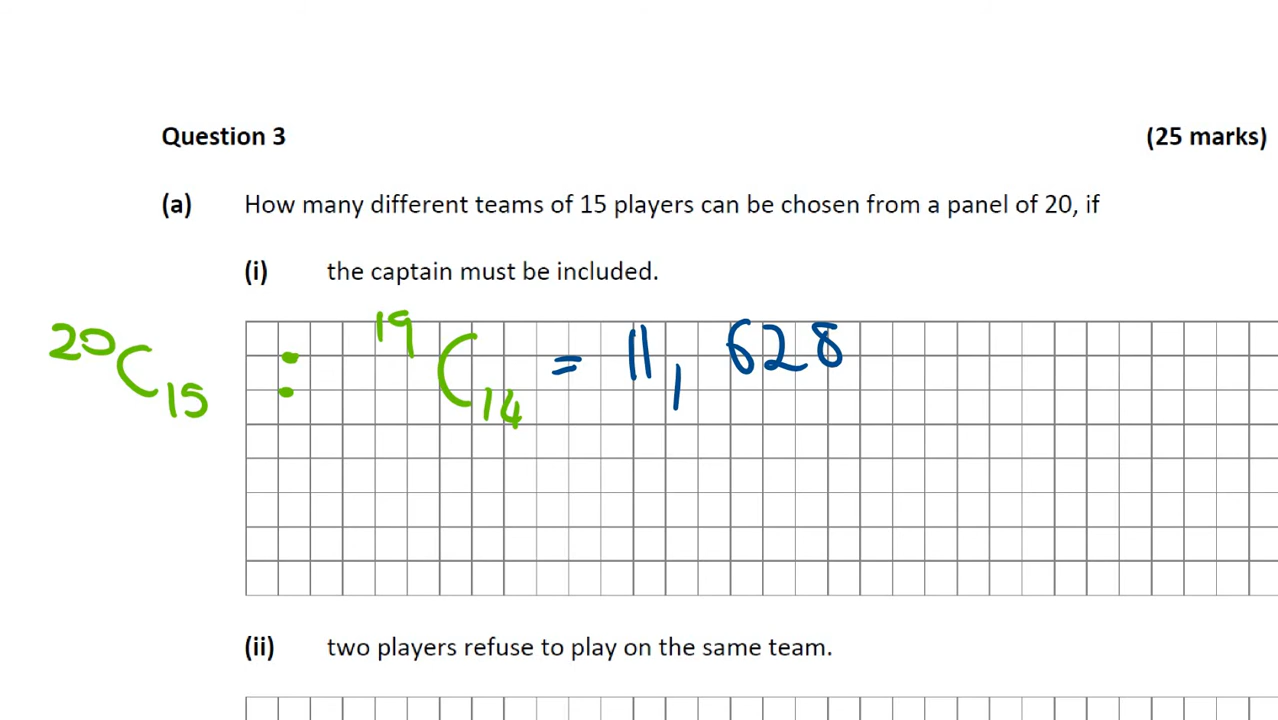 Question 3 (25 marks)
(a) How many different teams of 15 players can be chosen from a panel of 20, if
(i) the captain must be included.
20C15 : 19C14 = 11, 628
(ii) two players refuse to play on the same team.